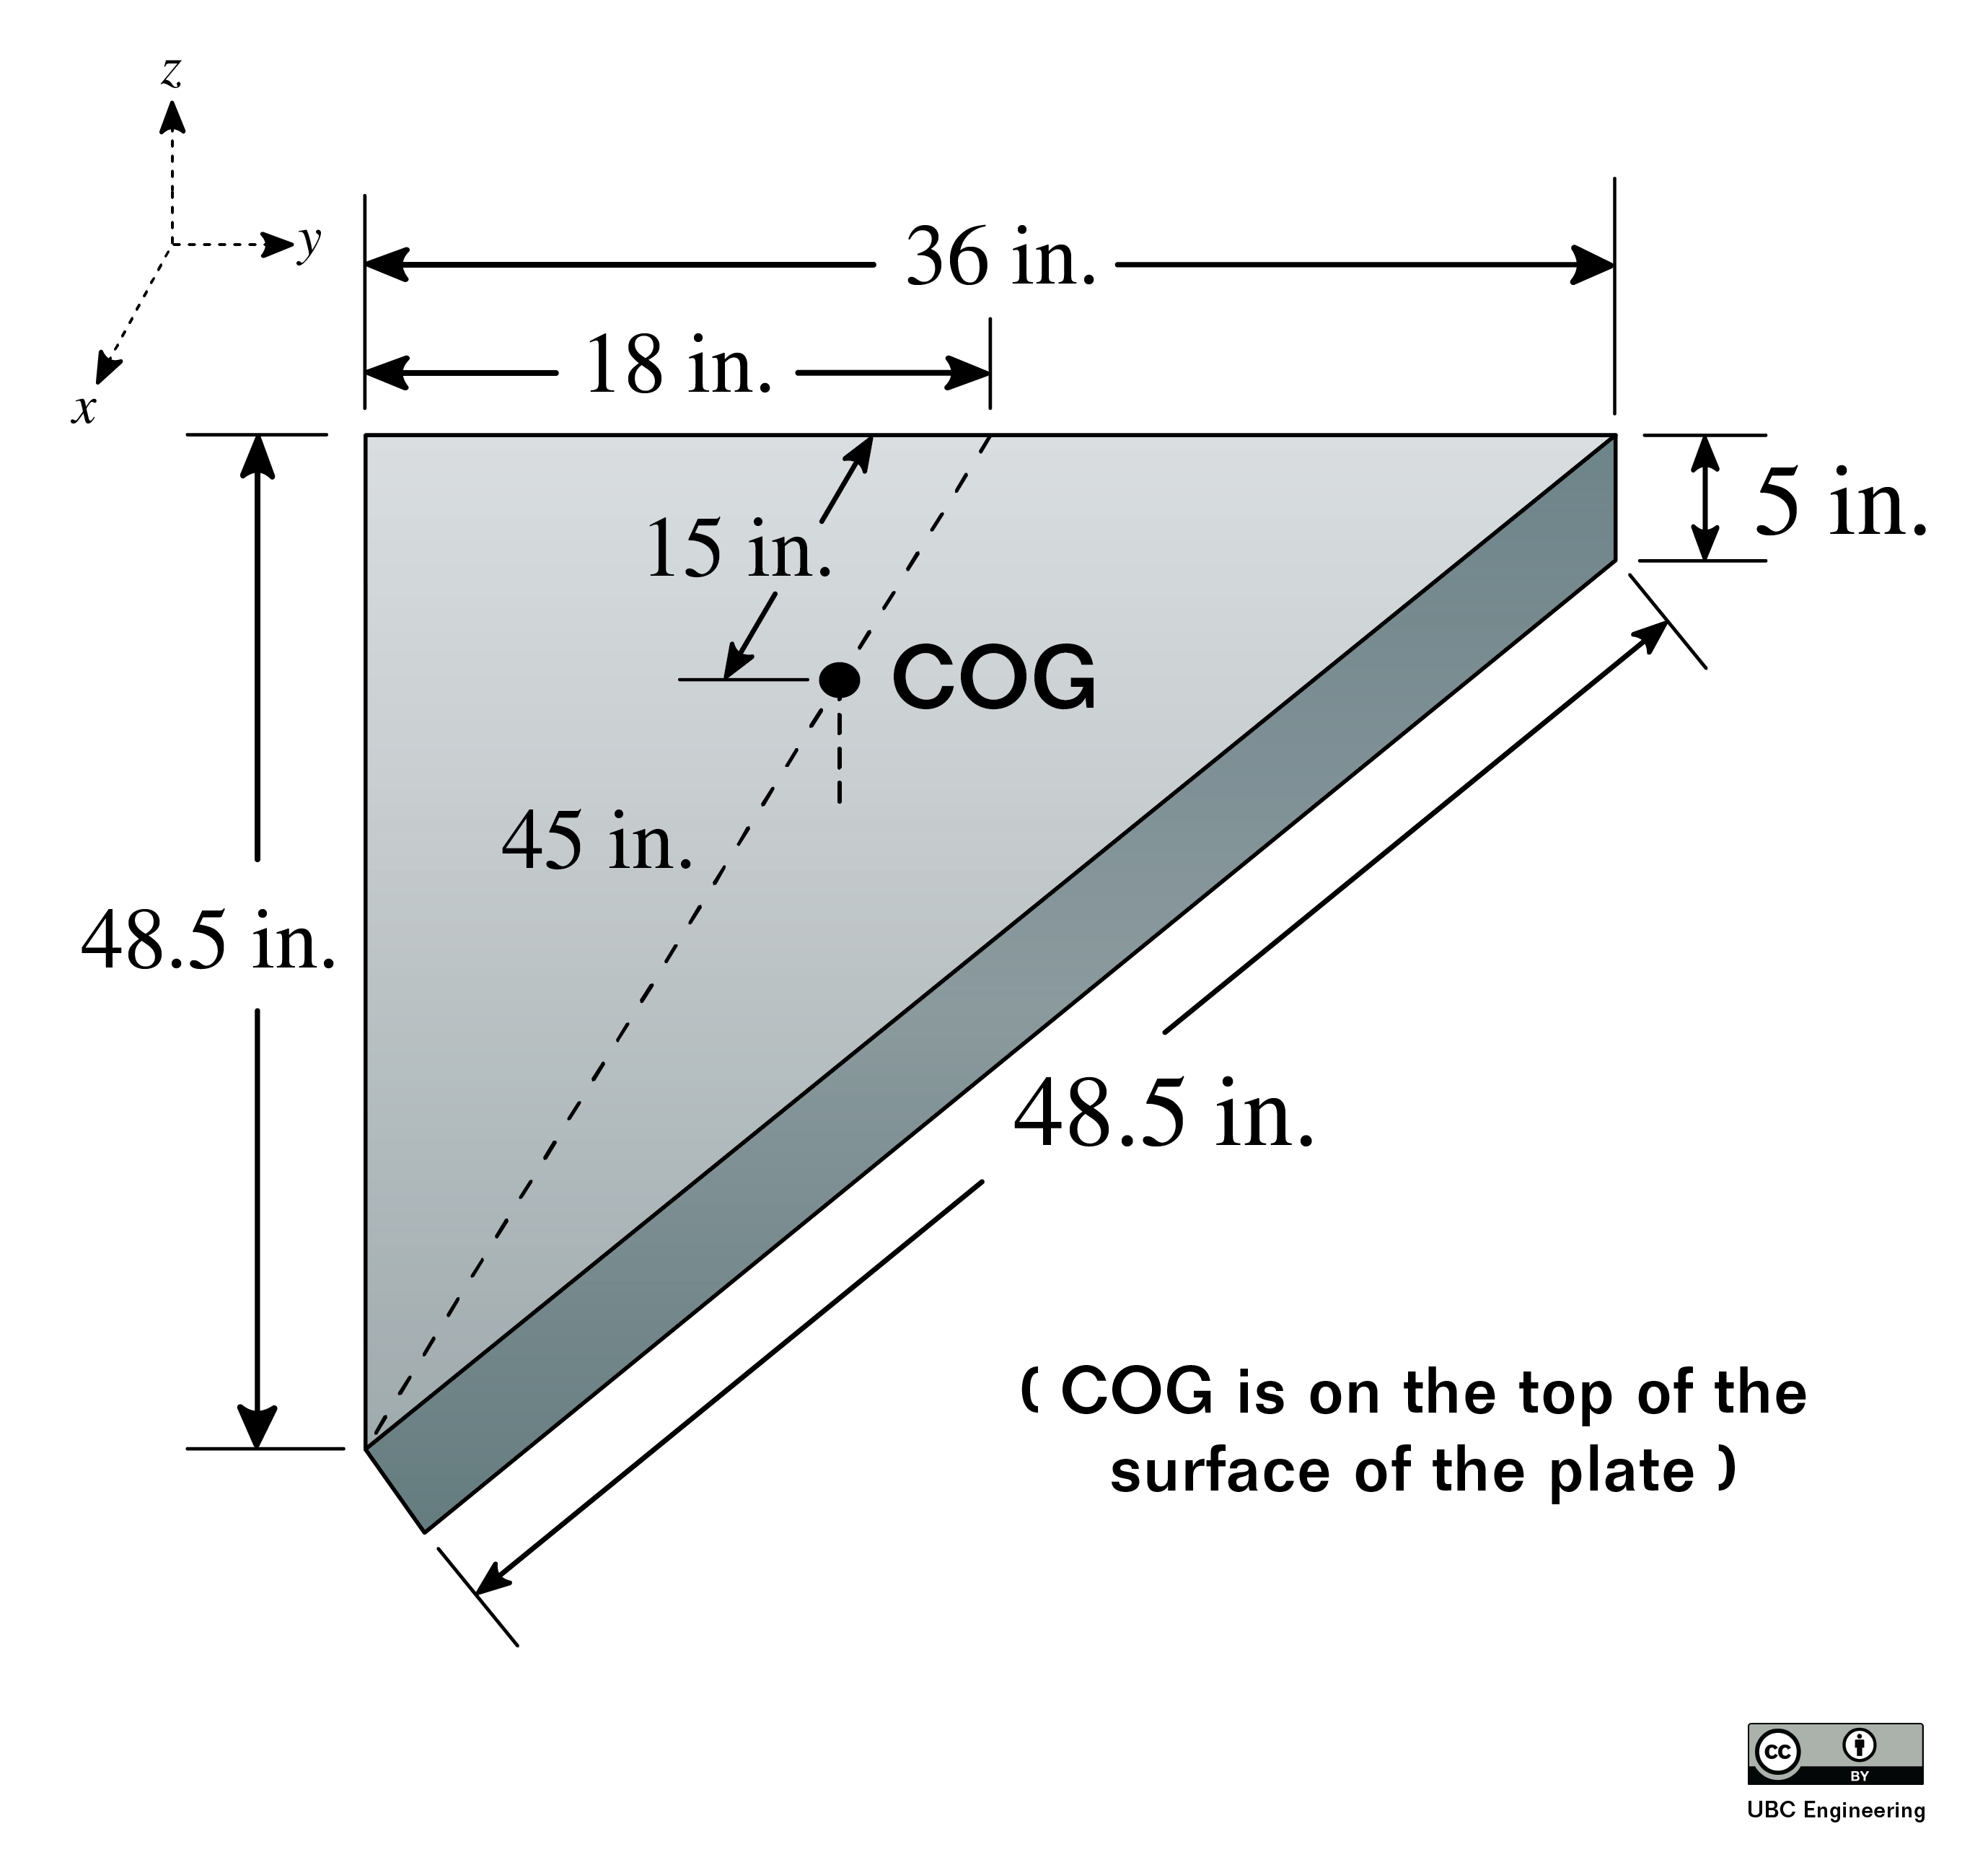 z
y
x
36 in.
18 in.
5 in.
15 in.
COG
45 in.
48.5 in.
48.5 in.
( COG is on the top of the
surface of the plate )
cc
BY
UBC Engineering